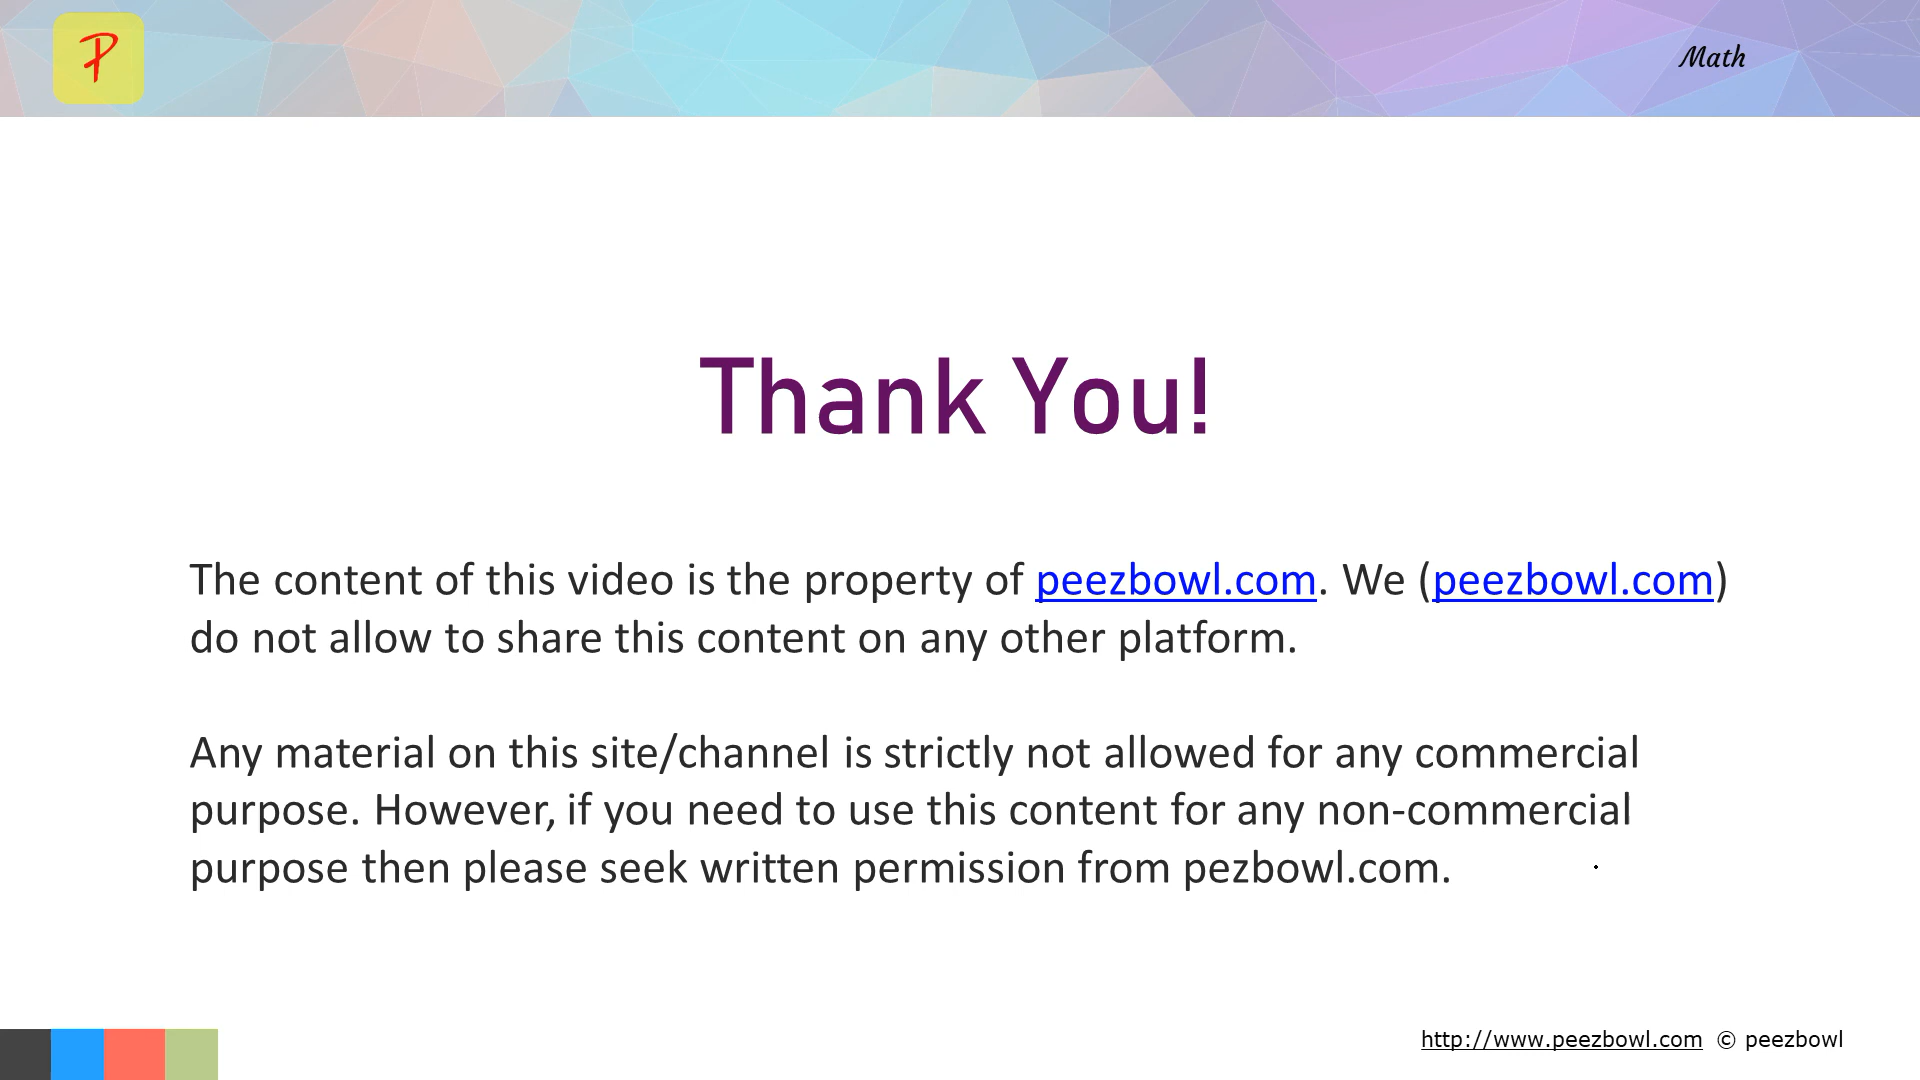 P
Math
Thank You!
The content of this video is the property of peezbowl.com. We (peezbowl.com)
do not allow to share this content on any other platform.
Any material on this site/channel is strictly not allowed for any commercial
purpose. However, if you need to use this content for any non-commercial
purpose then please seek written permission from pezbowl.com.
http://www.peezbowl.com © peezbowl